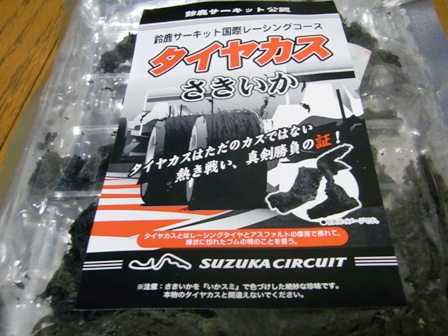 鈴鹿サーキット公認
鈴鹿サーキット国際レーシングコース
タイヤカス
さきいか
タイヤカスはただのカスではない
熱き戦い、真剣勝負の証！
タイヤカスとはレーシングタイヤとアスファルトの摩擦で捲れて、
線状に切れたゴムの塊のことを言う。
SUZUKA CIRCUIT
※注意：さきいかを『いかスミ』で色づけした絶妙な珍味です。
本物のタイヤカスと間違えないでください。